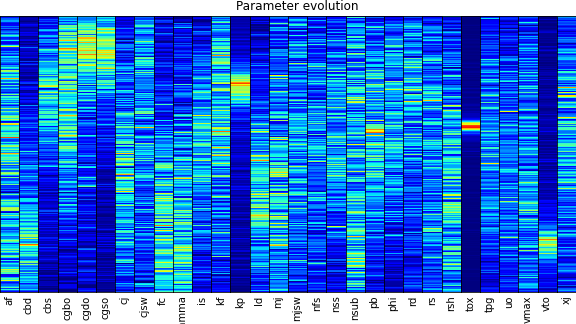 Parameter evolution
af
cbd
cbs
cgbo
cgdo
cgso
cj
cjsw
fc
mma
is
kf
kp
ld
mj
mjsw
nfs
nss
nsub
pb
phi
rd
rs
rsh
tox
tpg
uo
vmax
vto
xj